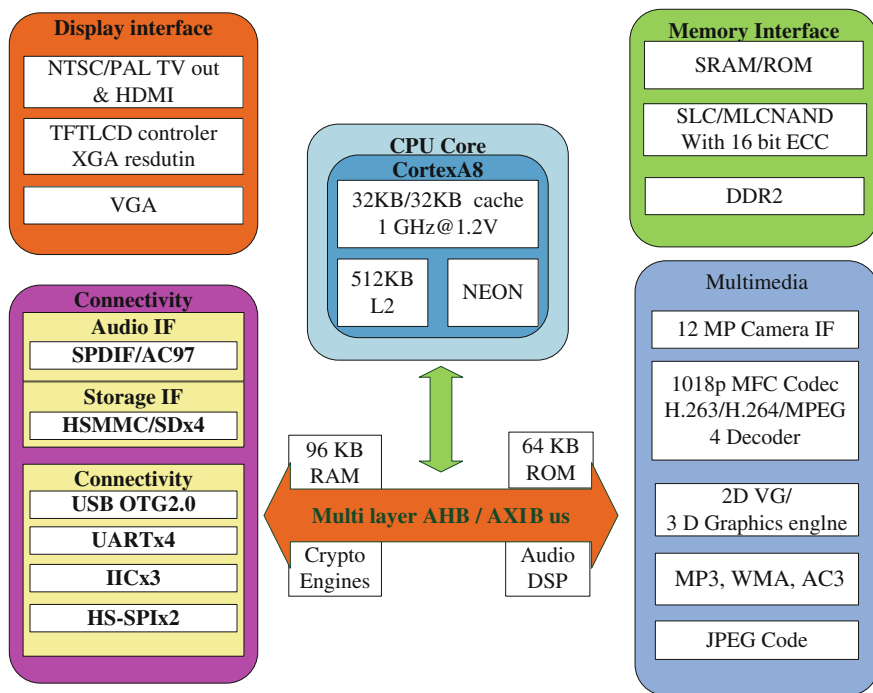 Display interface
NTSC/PAL TV out
& HDMI
TFTLCD controler
XGA resdutin
VGA
Connectivity
Audio IF
SPDIF/AC97
Storage IF
HSMMC/SDx4
Connectivity
USB OTG2.0
UARTx4
IICx3
HS-SPIx2
CPU Core
CortexA8
32KB/32KB cache
1 GHz@1.2V
512KB
L2
NEON
96 KB
RAM
64 KB
ROM
Multi layer AHB / AXIB us
Crypto
Engines
Audio
DSP
Memory Interface
SRAM/ROM
SLC/MLCNAND
With 16 bit ECC
DDR2
Multimedia
12 MP Camera IF
1018p MFC Codec
H.263/H.264/MPEG
4 Decoder
2D VG/
3 D Graphics englne
MP3, WMA, AC3
JPEG Code